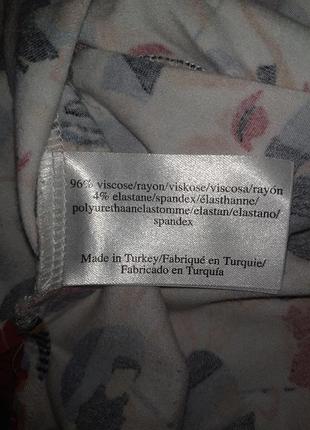 96% viscose/rayon/viskose/viscosa/rayón
4% elastane/spandex/élasthanne/
polyurethaanelastomme/elastan/elastano/
spandex
Made in Turkey/Fabriqué en Turquie/
Fabricado en Turquía